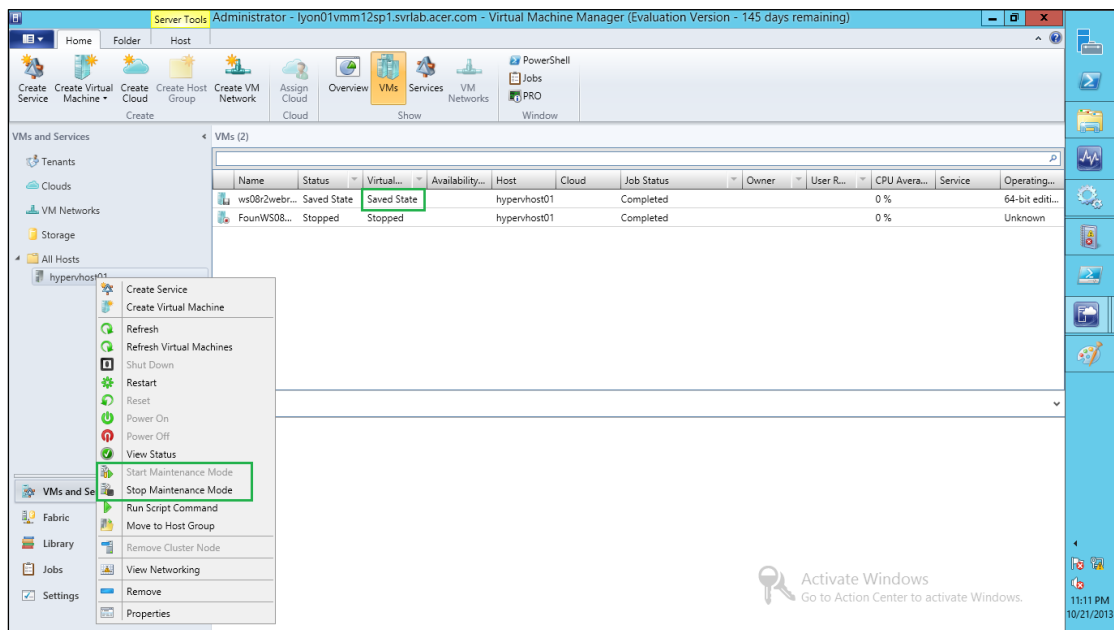 Server Tools
Administrator - lyon01vmm12sp1.svrlab.acer.com - Virtual Machine Manager (Evaluation Version - 145 days remaining)
Home Folder Host
Create Service
Create Virtual Machine
Create Cloud
Create Host Group
Create VM Network
Assign Cloud
Overview
VMs
Services
VM Networks
PowerShell
Jobs
PRO
Create Cloud Show Window
VMs and Services
VMs (2)
Tenants
Clouds
VM Networks
Storage
All Hosts
hypervhost01
Name Status Virtual... Availability... Host Cloud Job Status Owner User R... CPU Avera... Service Operating...
ws08r2webr... Saved State Saved State hypervhost01 Completed 0 % 64-bit editi...
FounWS08... Stopped Stopped hypervhost01 Completed 0 % Unknown
Create Service
Create Virtual Machine
Refresh
Refresh Virtual Machines
Shut Down
Restart
Reset
Power On
Power Off
View Status
Start Maintenance Mode
Stop Maintenance Mode
Run Script Command
Move to Host Group
Remove Cluster Node
View Networking
Remove
Properties
VMs and Se
Fabric
Library
Jobs
Settings
Activate Windows
Go to Action Center to activate Windows.
11:11 PM
10/21/2013